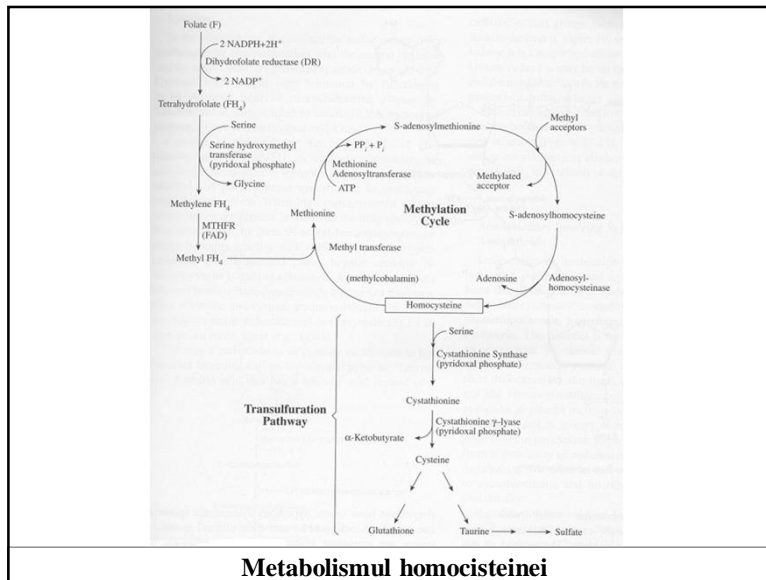 Folate (F)
2 NADPH+2H⁺
Dihydrofolate reductase (DR)
2 NADP⁺
Tetrahydrofolate (FH₄)
Serine
Serine hydroxymethyl
transferase
(pyridoxal phosphate)
Glycine
Methylene FH₄
MTHFR
(FAD)
Methyl FH₄
S-adenosylmethionine
Methyl
acceptors
PPᵢ + Pᵢ
Methionine
Adenosyltransferase
ATP
Methylated
acceptor
Methionine
Methylation
Cycle
S-adenosylhomocysteine
Methyl transferase
(methylcobalamin)
Adenosine
Adenosyl-
homocysteinase
Homocysteine
Serine
Cystathionine Synthase
(pyridoxal phosphate)
Cystathionine
Transulfuration
Pathway
Cystathionine γ-lyase
(pyridoxal phosphate)
α-Ketobutyrate
Cysteine
Glutathione
Taurine
Sulfate
Metabolismul homocisteinei